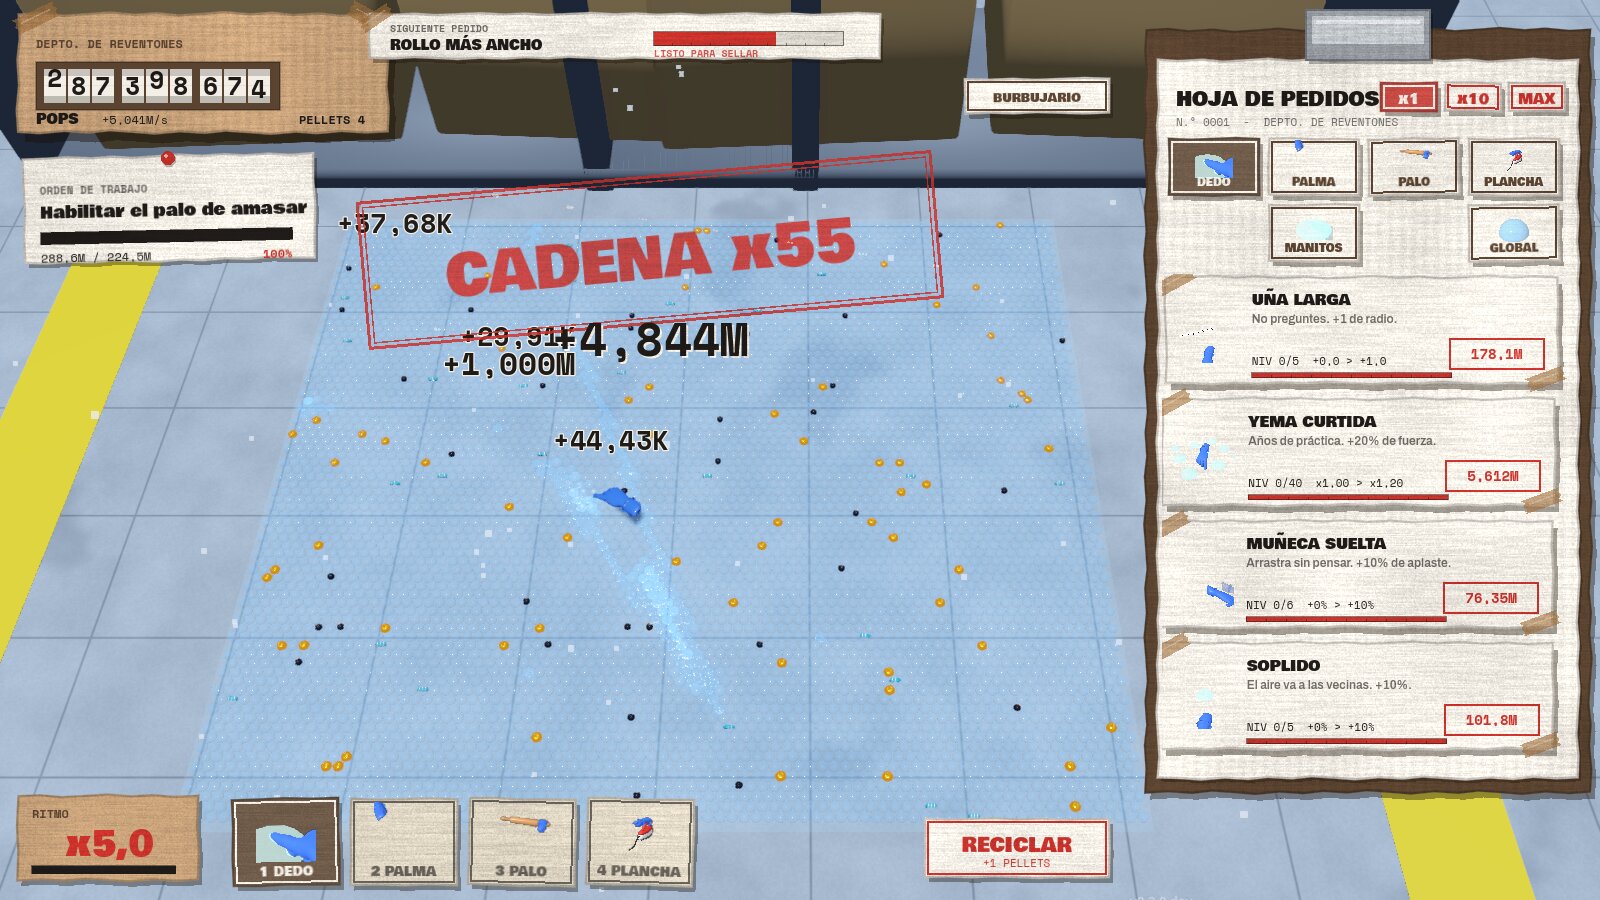 DEPTO. DE REVENTONES
287 398 674
POPS +5,041M/s PELLETS 4
SIGUIENTE PEDIDO
ROLLO MÁS ANCHO
LISTO PARA SELLAR
BURBUJARIO
ORDEN DE TRABAJO
Habilitar el palo de amasar
288,6M / 224,5M 100%
+37,68K
CADENA x55
+29,91K
+4,844M
+1,000M
+44,43K
HOJA DE PEDIDOS
x1 x10 MAX
N.° 0001 - DEPTO. DE REVENTONES
DEDO PALMA PALO PLANCHA
MANITOS GLOBAL
UÑA LARGA
No preguntes. +1 de radio.
NIV 0/5 +0,0 > +1,0
178,1M
YEMA CURTIDA
Años de práctica. +20% de fuerza.
NIV 0/40 x1,00 > x1,20
5,612M
MUÑECA SUELTA
Arrastra sin pensar. +10% de aplaste.
NIV 0/6 +0% > +10%
76,35M
SOPLIDO
El aire va a las vecinas. +10%.
NIV 0/5 +0% > +10%
101,8M
RITMO
x5,0
1 DEDO 2 PALMA 3 PALO 4 PLANCHA
RECICLAR
+1 PELLETS